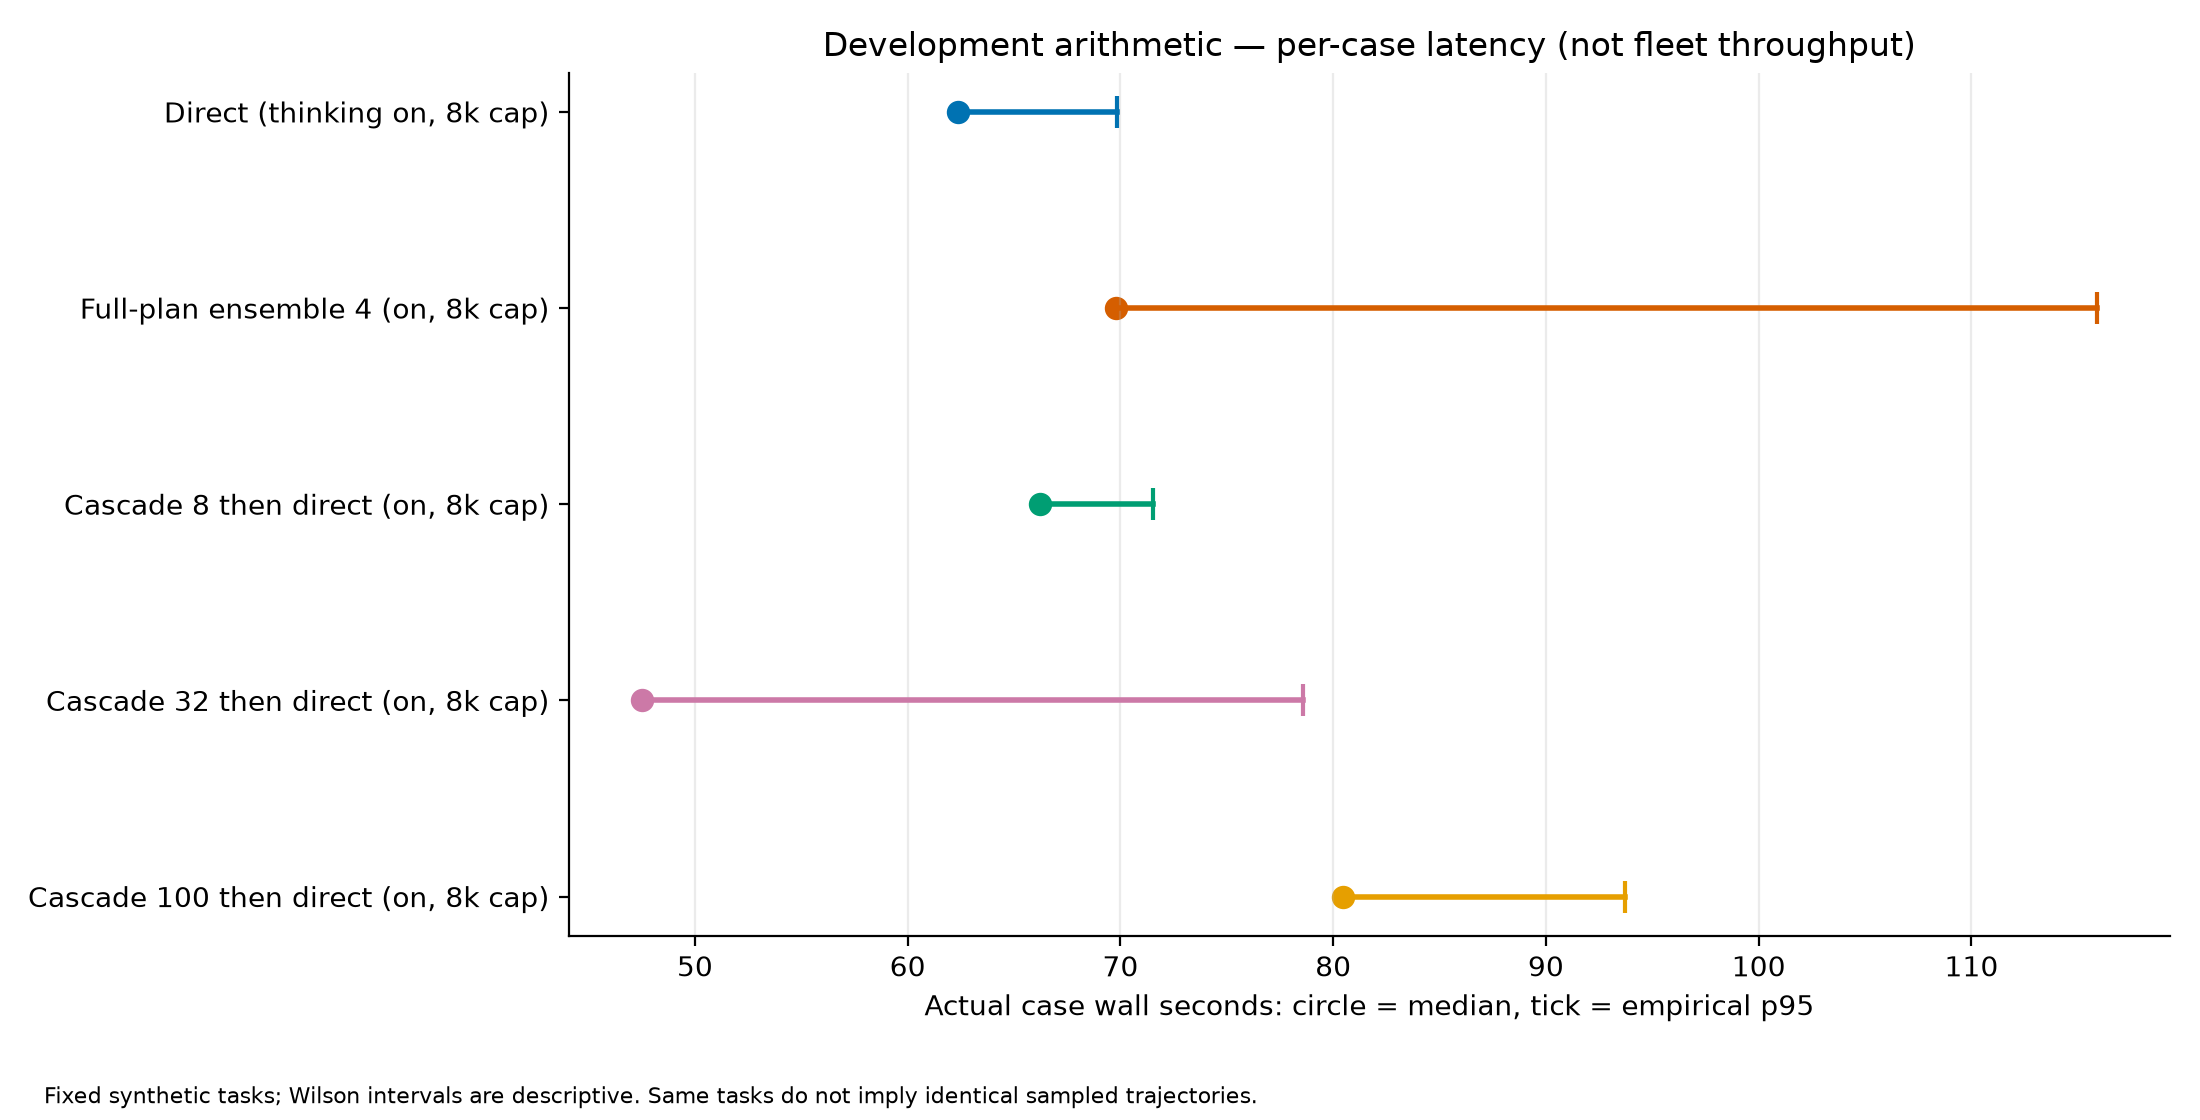 Development arithmetic — per-case latency (not fleet throughput)
Direct (thinking on, 8k cap)
Full-plan ensemble 4 (on, 8k cap)
Cascade 8 then direct (on, 8k cap)
Cascade 32 then direct (on, 8k cap)
Cascade 100 then direct (on, 8k cap)
50 60 70 80 90 100 110
Actual case wall seconds: circle = median, tick = empirical p95
Fixed synthetic tasks; Wilson intervals are descriptive. Same tasks do not imply identical sampled trajectories.